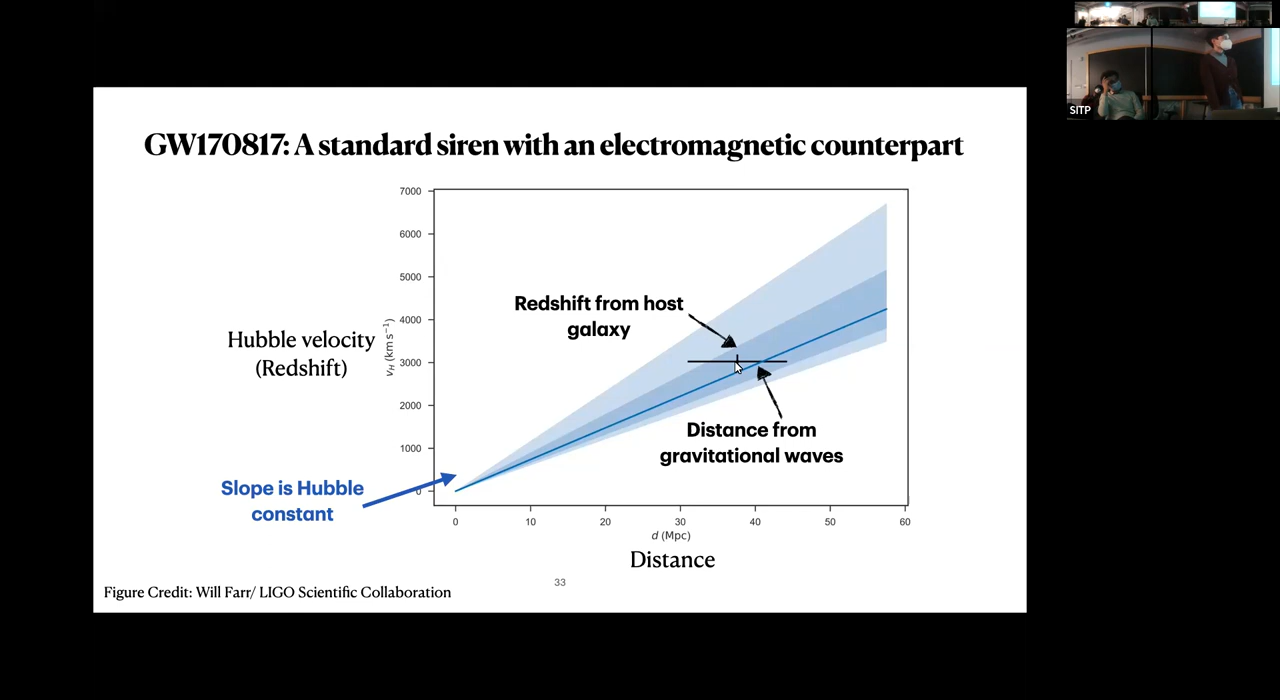 SITP
GW170817: A standard siren with an electromagnetic counterpart
7000
6000
5000
4000
3000
2000
1000
0
Hubble velocity
(Redshift)
v_H (km s⁻¹)
Redshift from host
galaxy
Distance from
gravitational waves
Slope is Hubble
constant
0 10 20 30 40 50 60
d (Mpc)
Distance
33
Figure Credit: Will Farr/ LIGO Scientific Collaboration